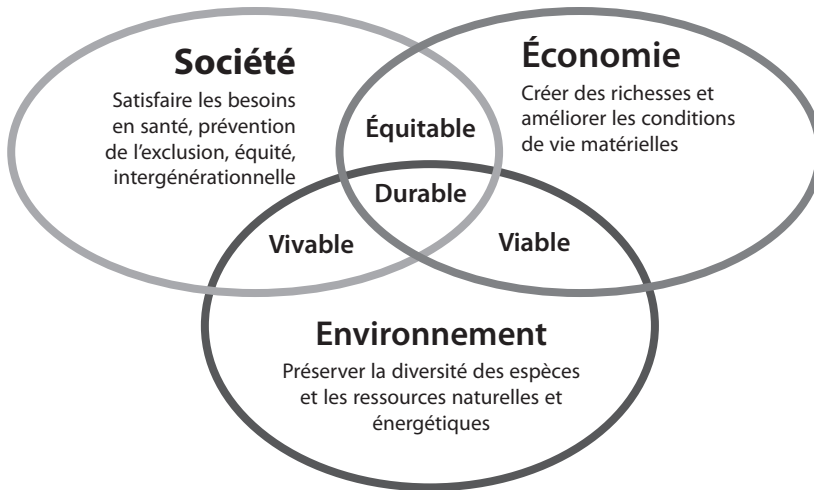 Société
Satisfaire les besoins
en santé, prévention
de l'exclusion, équité,
intergénérationnelle
Économie
Créer des richesses et
améliorer les conditions
de vie matérielles
Équitable
Durable
Vivable
Viable
Environnement
Préserver la diversité des espèces
et les ressources naturelles et
énergétiques